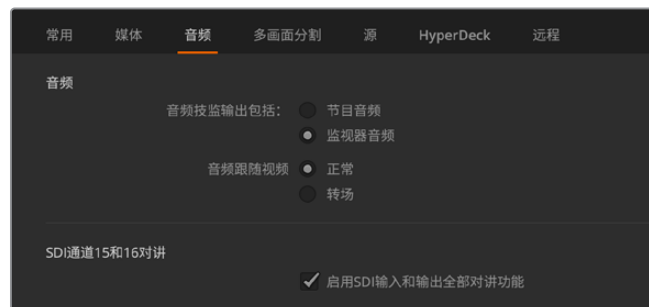 常用 媒体 音频 多画面分割 源 HyperDeck 远程
音频
音频技监输出包括： 节目音频
监视器音频
音频跟随视频 正常
转场
SDI通道15和16对讲
启用SDI输入和输出全部对讲功能